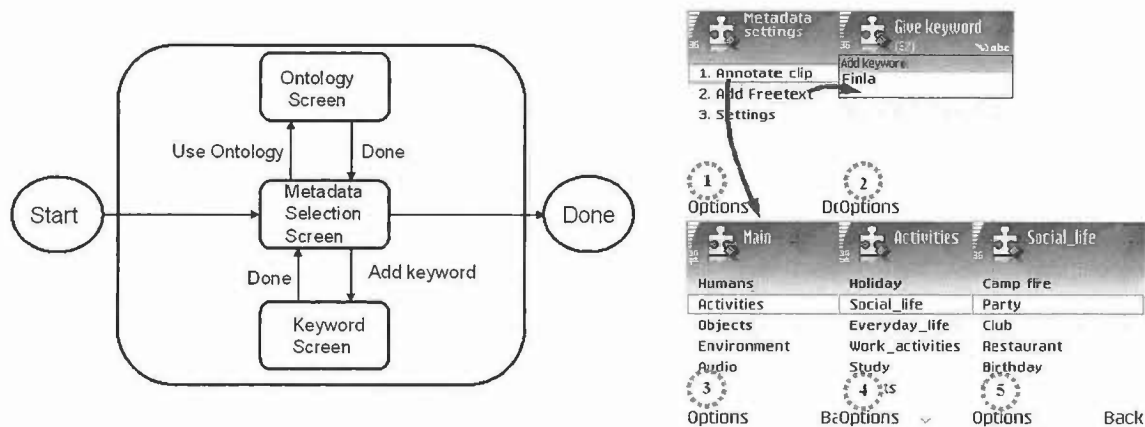 Ontology
Screen
Use Ontology
Done
Start
Metadata
Selection
Screen
Done
Done
Add keyword
Keyword
Screen
Metadata
settings
1. Annotate clip
2. Add Freetext
3. Settings
1
Options
Give keyword
abc
Add keyword
Finla
2
Options
Main
Humans
Activities
Objects
Environment
Audio
3
Options
Activities
Holiday
Social_life
Everyday_life
Work_activities
Study
ts
4
Options
Social_life
Camp fire
Party
Club
Restaurant
Birthday
5
Options
Back